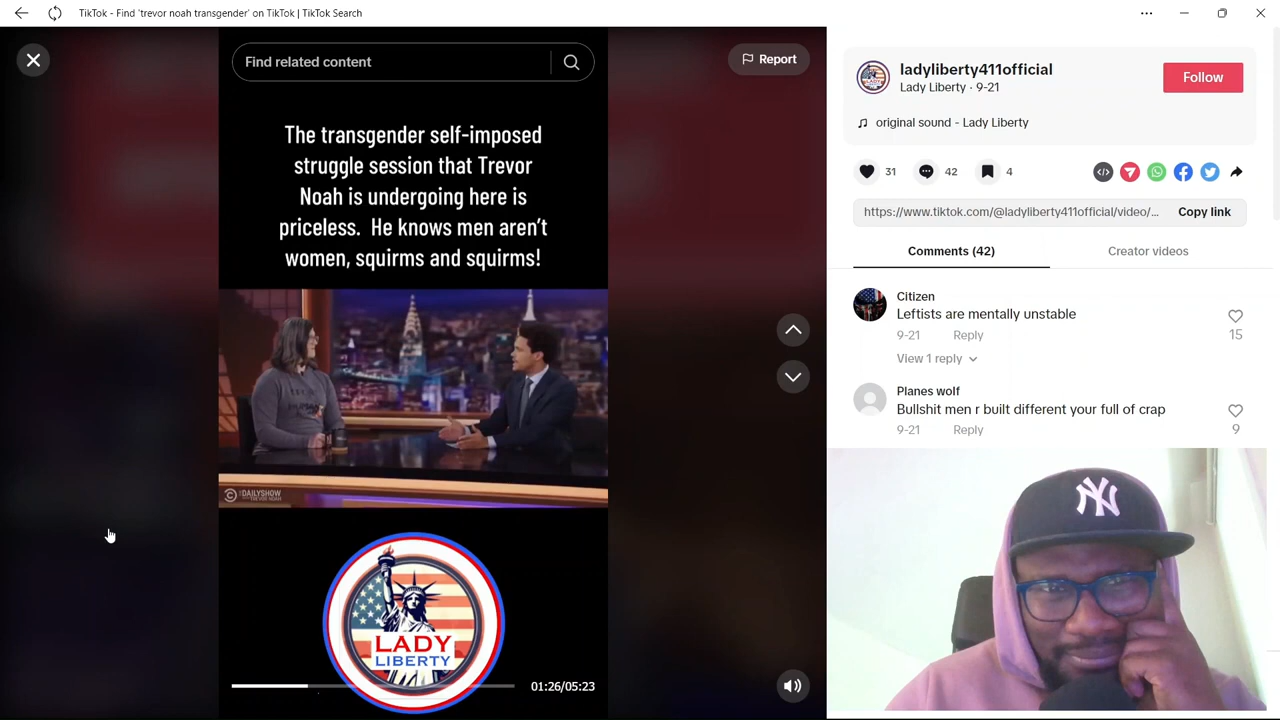 TikTok - Find 'trevor noah transgender' on TikTok | TikTok Search
Find related content
Report
The transgender self-imposed
struggle session that Trevor
Noah is undergoing here is
priceless. He knows men aren't
women, squirms and squirms!
THE DAILY SHOW
LADY
LIBERTY
01:26/05:23
ladyliberty411official
Lady Liberty · 9-21
Follow
original sound - Lady Liberty
31
42
4
https://www.tiktok.com/@ladyliberty411official/video/...
Copy link
Comments (42)
Creator videos
Citizen
Leftists are mentally unstable
9-21
Reply
15
View 1 reply
Planes wolf
Bullshit men r built different your full of crap
9-21
Reply
9
NY